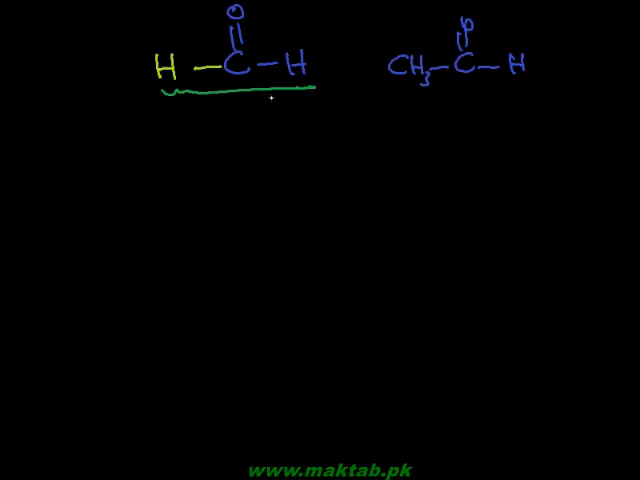 O O
H — C — H CH₃ — C — H
www.maktab.pk